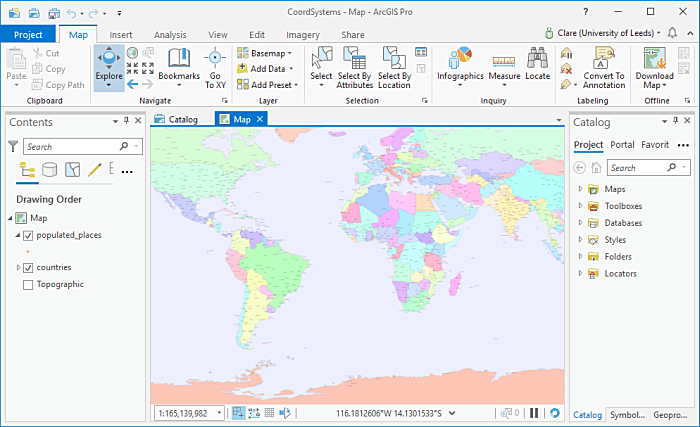 CoordSystems - Map - ArcGIS Pro
? — □ ×
Project Map Insert Analysis View Edit Imagery Share
Clare (University of Leeds)
Paste Cut Copy Copy Path
Clipboard
Explore Bookmarks Go To XY
Navigate
Basemap Add Data Add Preset
Layer
Select Select By Attributes Select By Location
Selection
Infographics Measure Locate
Inquiry
Convert To Annotation
Labeling
Download Map
Offline
Contents
Search
Drawing Order
Map
populated_places
countries
Topographic
Catalog Map
1:165,139,982
116.1812606°W 14.1301533°S
0
Catalog
Project Portal Favorit
Search
Maps
Toolboxes
Databases
Styles
Folders
Locators
Catalog Symbol... Geopro...